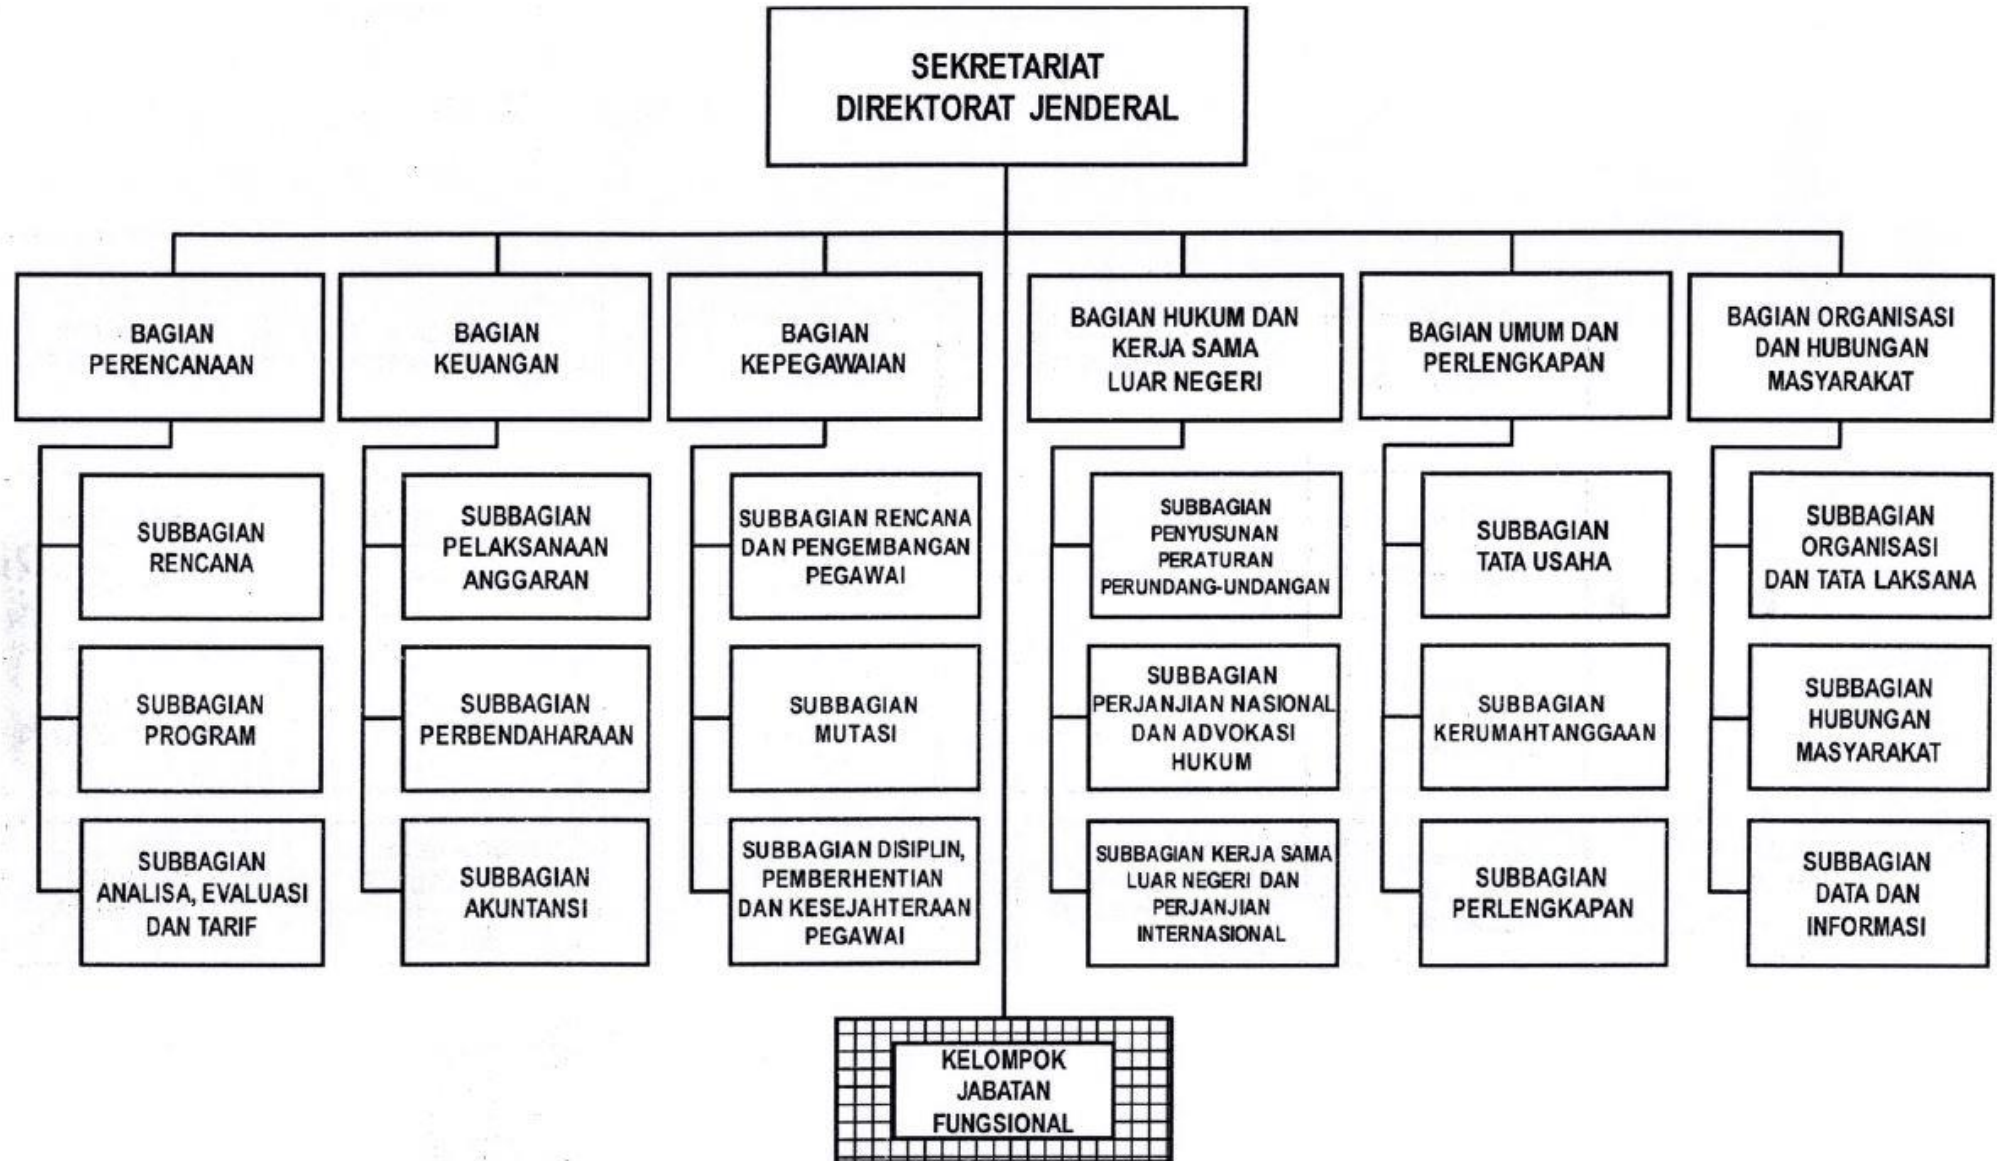 SEKRETARIAT
DIREKTORAT JENDERAL
BAGIAN
PERENCANAAN
BAGIAN
KEUANGAN
BAGIAN
KEPEGAWAIAN
BAGIAN HUKUM DAN
KERJA SAMA
LUAR NEGERI
BAGIAN UMUM DAN
PERLENGKAPAN
BAGIAN ORGANISASI
DAN HUBUNGAN
MASYARAKAT
SUBBAGIAN
RENCANA
SUBBAGIAN
PELAKSANAAN
ANGGARAN
SUBBAGIAN RENCANA
DAN PENGEMBANGAN
PEGAWAI
SUBBAGIAN
PENYUSUNAN
PERATURAN
PERUNDANG-UNDANGAN
SUBBAGIAN
TATA USAHA
SUBBAGIAN
ORGANISASI
DAN TATA LAKSANA
SUBBAGIAN
PROGRAM
SUBBAGIAN
PERBENDAHARAAN
SUBBAGIAN
MUTASI
SUBBAGIAN
PERJANJIAN NASIONAL
DAN ADVOKASI
HUKUM
SUBBAGIAN
KERUMAHTANGGAAN
SUBBAGIAN
HUBUNGAN
MASYARAKAT
SUBBAGIAN
ANALISA, EVALUASI
DAN TARIF
SUBBAGIAN
AKUNTANSI
SUBBAGIAN DISIPLIN,
PEMBERHENTIAN
DAN KESEJAHTERAAN
PEGAWAI
SUBBAGIAN KERJA SAMA
LUAR NEGERI DAN
PERJANJIAN
INTERNASIONAL
SUBBAGIAN
PERLENGKAPAN
SUBBAGIAN
DATA DAN
INFORMASI
KELOMPOK
JABATAN
FUNGSIONAL